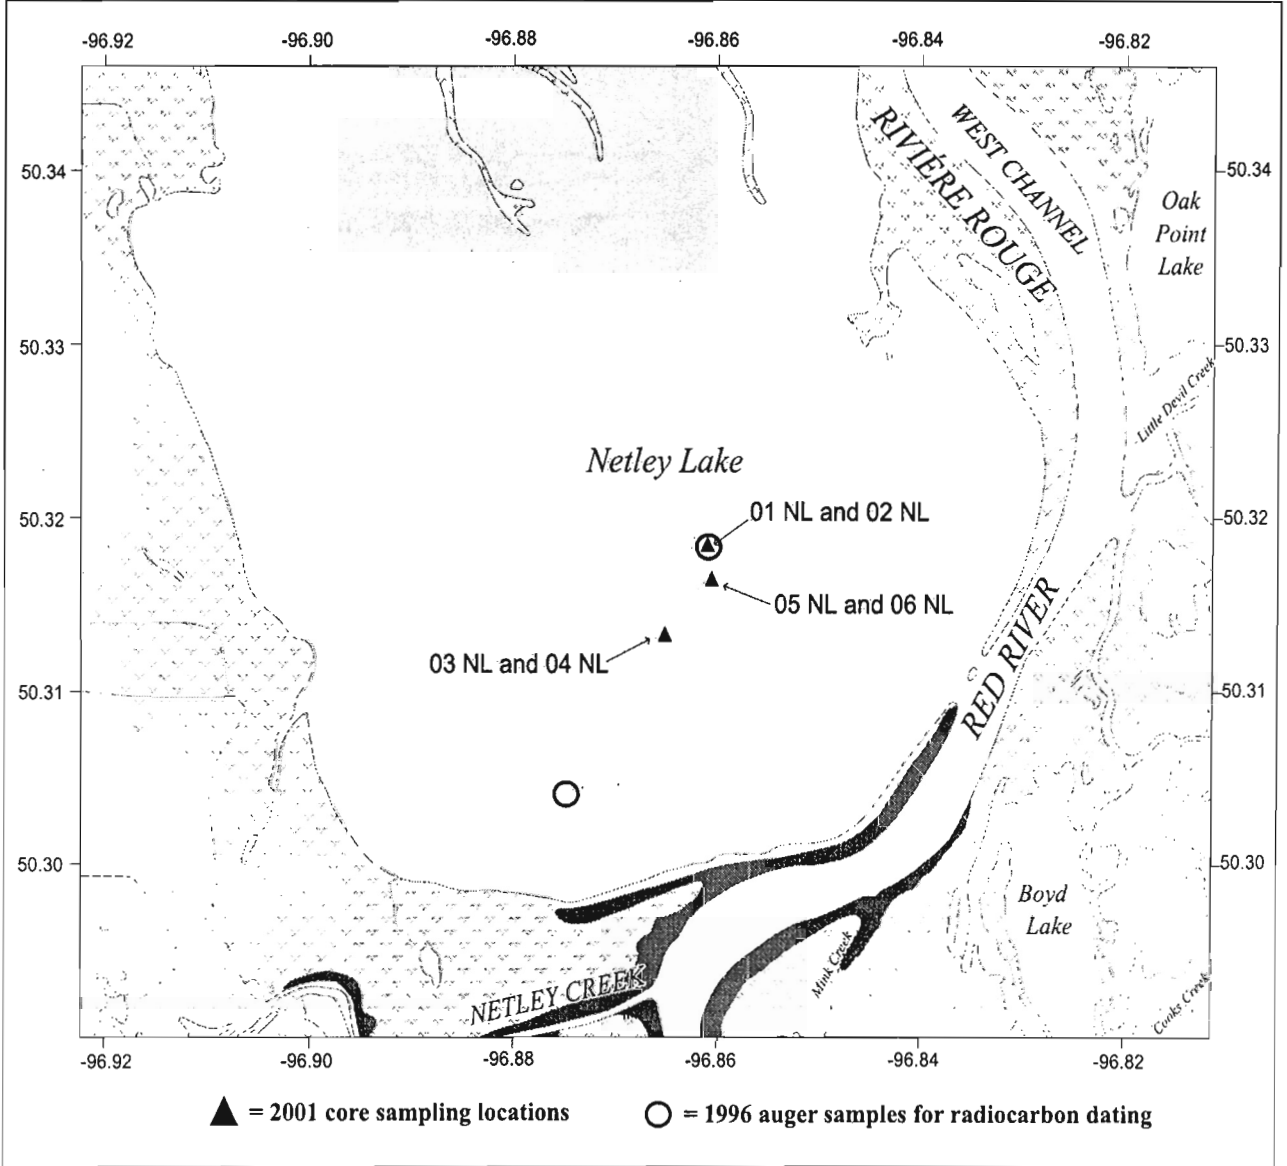 -96.92 -96.90 -96.88 -96.86 -96.84 -96.82
50.34
50.33
50.32
50.31
50.30
WEST CHANNEL
RIVIÈRE ROUGE
Oak
Point
Lake
50.34
50.33
Little Devil Creek
Netley Lake
01 NL and 02 NL
50.32
05 NL and 06 NL
03 NL and 04 NL
RED RIVER
50.31
50.30
Boyd
Lake
Mink Creek
NETLEY CREEK
Cooks Creek
-96.92 -96.90 -96.88 -96.86 -96.84 -96.82
▲ = 2001 core sampling locations
○ = 1996 auger samples for radiocarbon dating